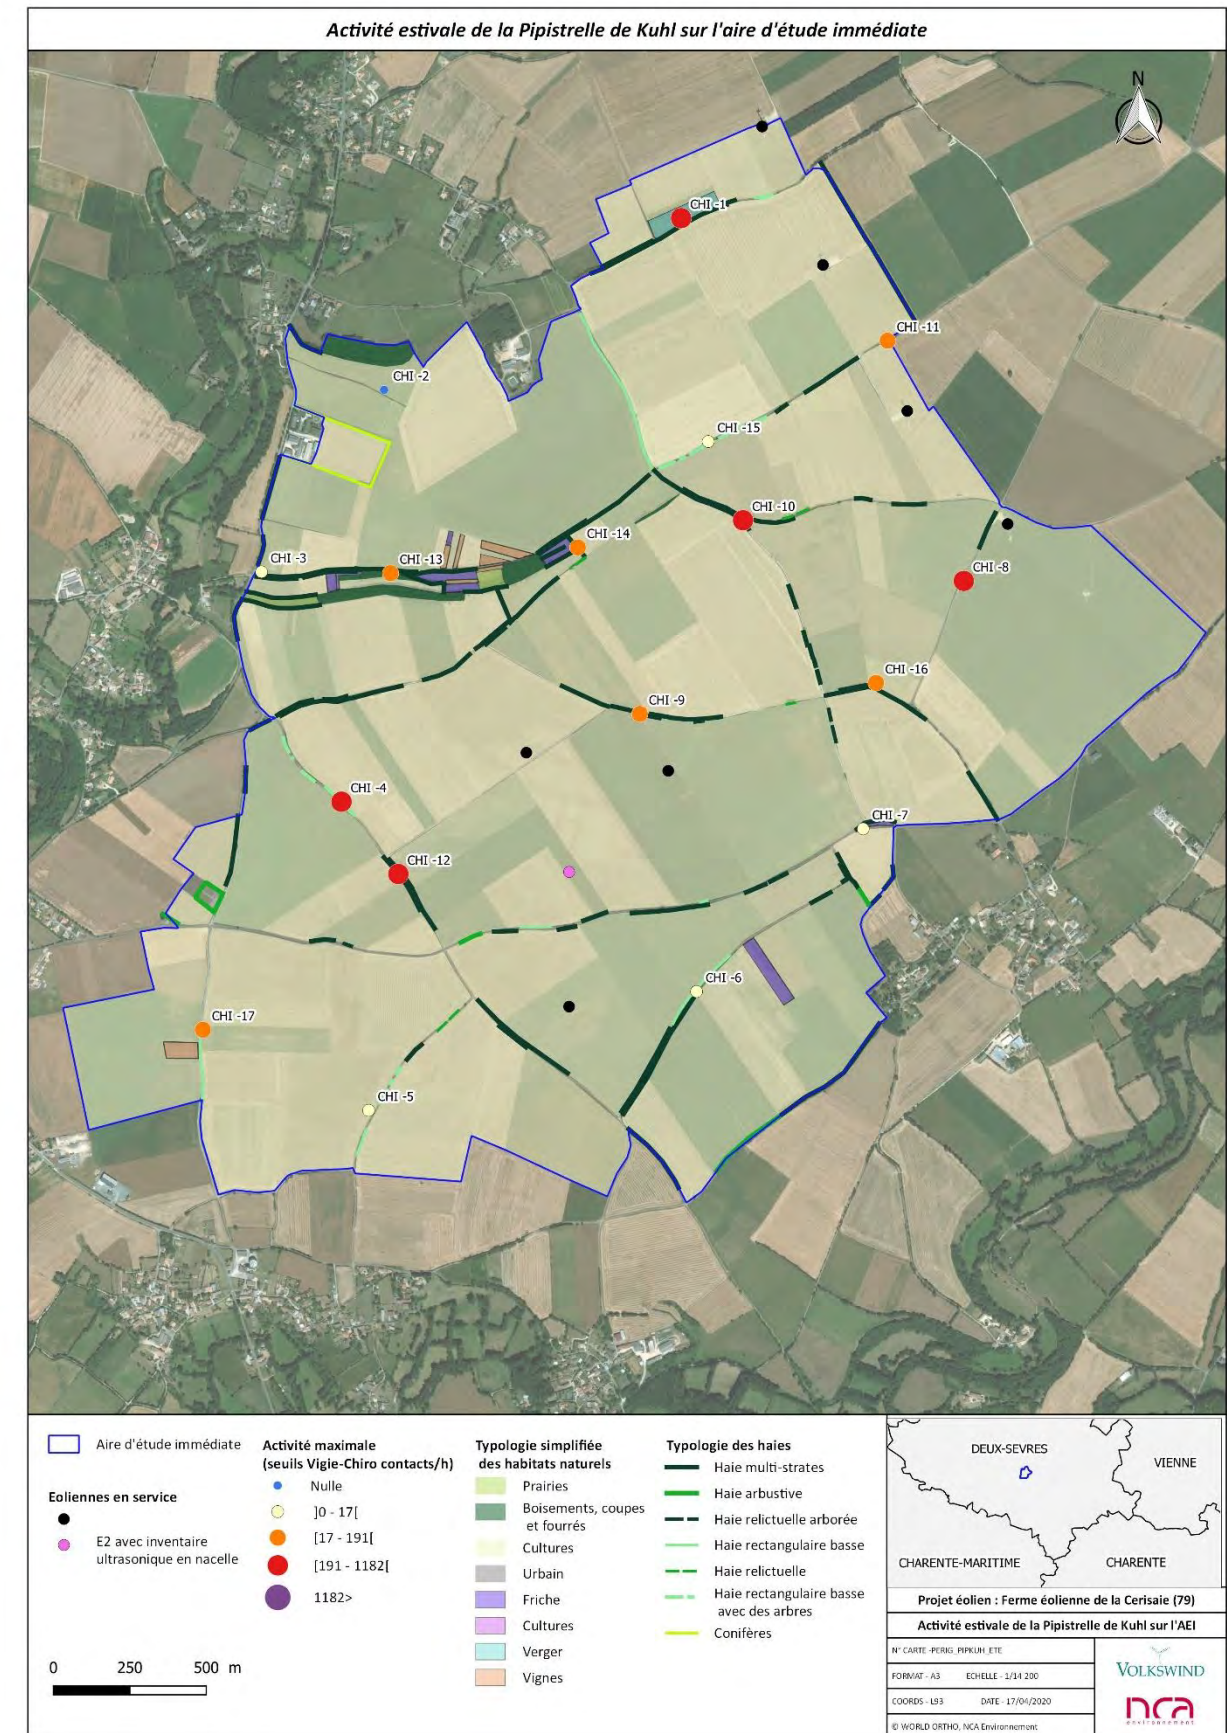 Activité estivale de la Pipistrelle de Kuhl sur l'aire d'étude immédiate
N
CHI -1
CHI -11
CHI -2
CHI -15
CHI -10
CHI -14
CHI -3
CHI -13
CHI -8
CHI -16
CHI -9
CHI -4
CHI -7
CHI -12
CHI -6
CHI -17
CHI -5
Aire d'étude immédiate
Eoliennes en service
E2 avec inventaire
ultrasonique en nacelle
0 250 500 m
Activité maximale
(seuils Vigie-Chiro contacts/h)
Nulle
]0 - 17[
[17 - 191[
[191 - 1182[
1182>
Typologie simplifiée
des habitats naturels
Prairies
Boisements, coupes
et fourrés
Cultures
Urbain
Friche
Cultures
Verger
Vignes
Typologie des haies
Haie multi-strates
Haie arbustive
Haie relictuelle arborée
Haie rectangulaire basse
Haie relictuelle
Haie rectangulaire basse
avec des arbres
Conifères
DEUX-SEVRES
VIENNE
CHARENTE-MARITIME
CHARENTE
Projet éolien : Ferme éolienne de la Cerisaie (79)
Activité estivale de la Pipistrelle de Kuhl sur l'AEI
N° CARTE -PERIG_PIPKUH_ETE
FORMAT - A3 ECHELLE - 1/14 200
COORDS - L93 DATE - 17/04/2020
© WORLD ORTHO, NCA Environnement
VOLKSWIND
nca
environnement